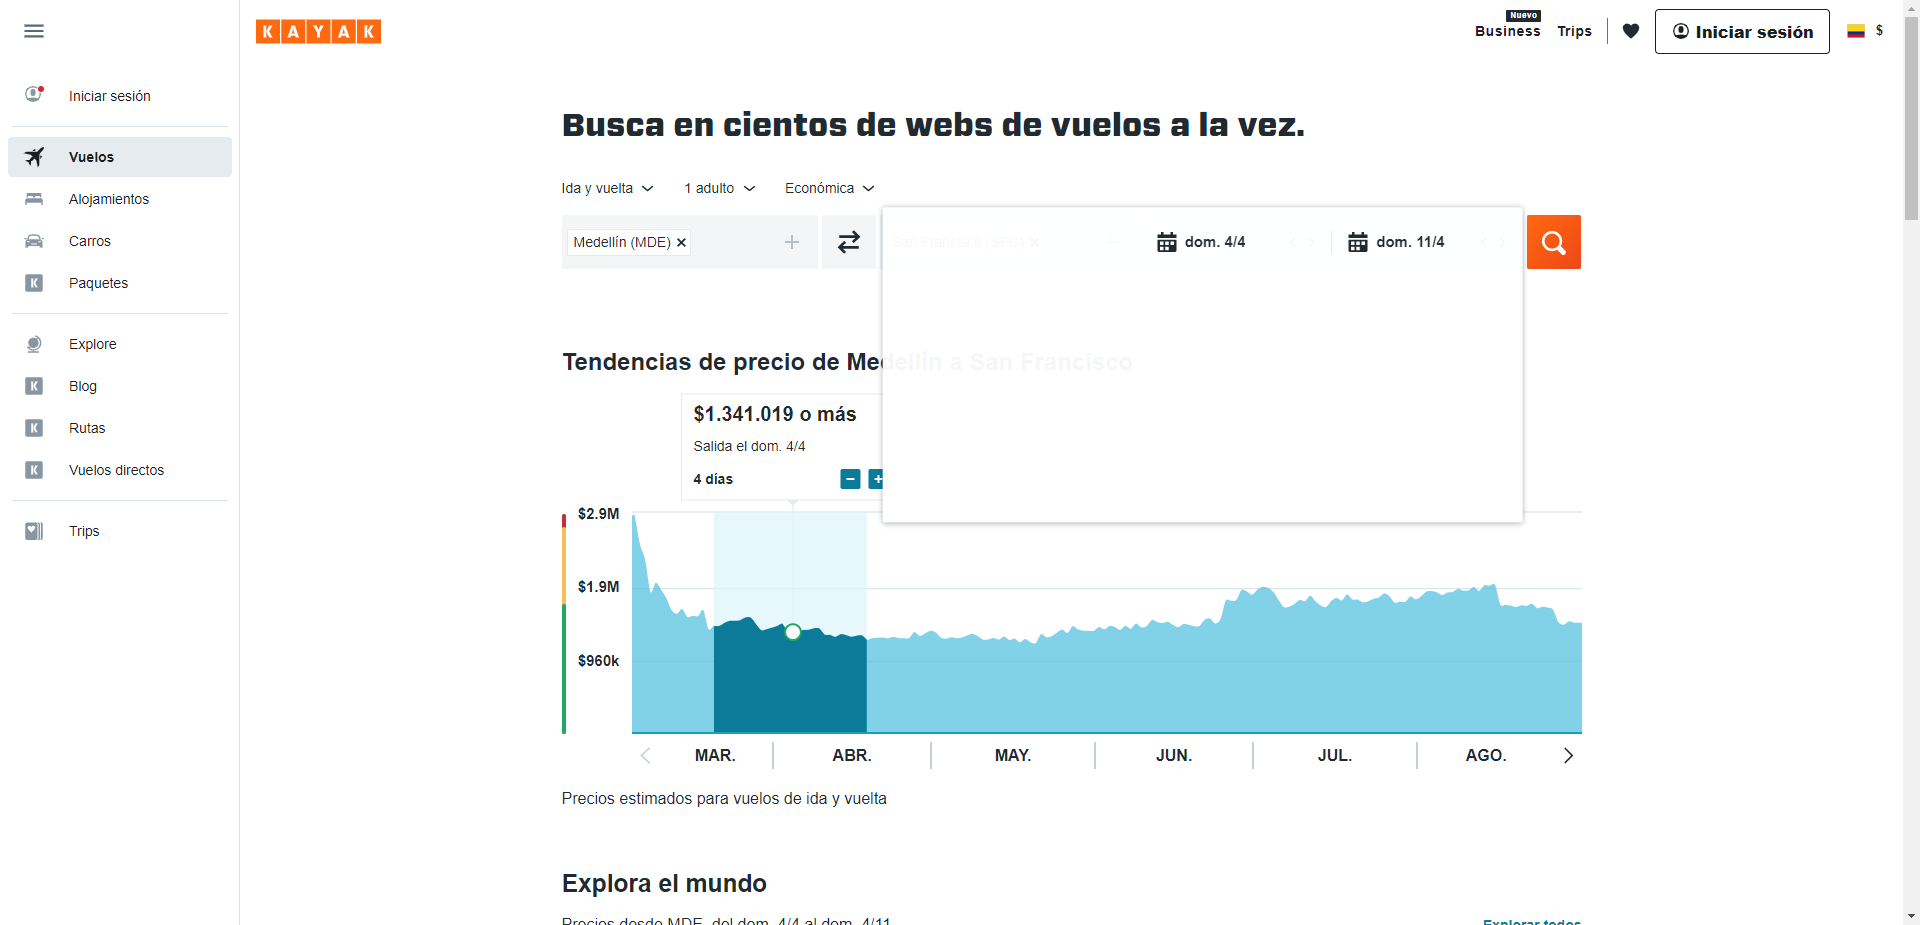 KAYAK
Nuevo
Business
Trips
Iniciar sesión
$
Iniciar sesión
Vuelos
Alojamientos
Carros
K Paquetes
Explore
K Blog
K Rutas
K Vuelos directos
Trips
Busca en cientos de webs de vuelos a la vez.
Ida y vuelta
1 adulto
Económica
Medellín (MDE) ×
San Francisco (SFO) ×
dom. 4/4
dom. 11/4
Tendencias de precio de Medellín a San Francisco
$1.341.019 o más
Salida el dom. 4/4
4 días
$2.9M
$1.9M
$960k
MAR.
ABR.
MAY.
JUN.
JUL.
AGO.
Precios estimados para vuelos de ida y vuelta
Explora el mundo
Precios desde MDE, del dom. 4/4 al dom. 4/11
Explorar todos